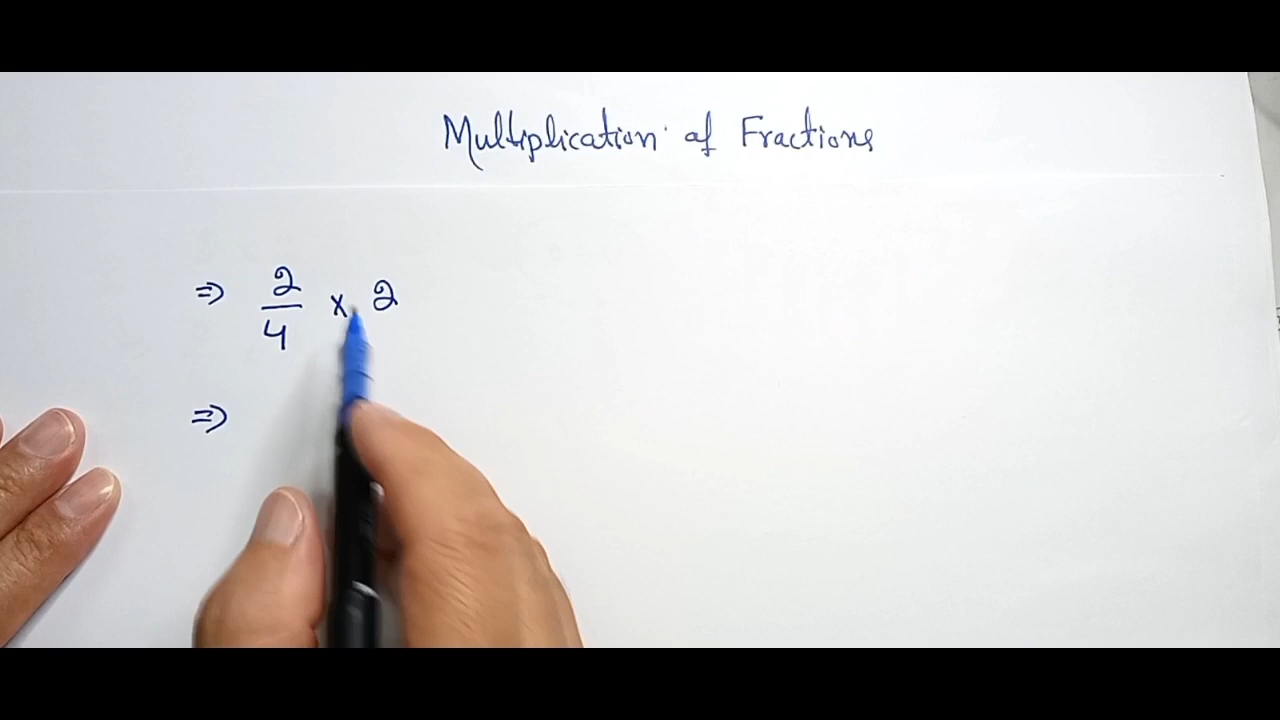 Multiplication of Fractions
⇒ 2/4 x 2
⇒